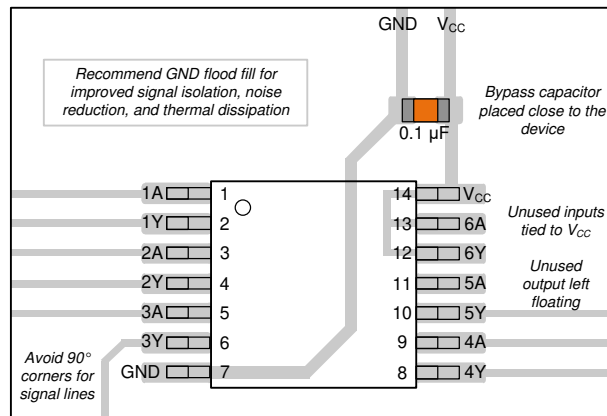 GND V_CC
Recommend GND flood fill for
improved signal isolation, noise
reduction, and thermal dissipation
Bypass capacitor
placed close to the
device
0.1 µF
1A 1 14 V_CC
1Y 2 13 6A
2A 3 12 6Y
2Y 4 11 5A
3A 5 10 5Y
3Y 6 9 4A
GND 7 8 4Y
Unused inputs
tied to V_CC
Unused
output left
floating
Avoid 90°
corners for
signal lines